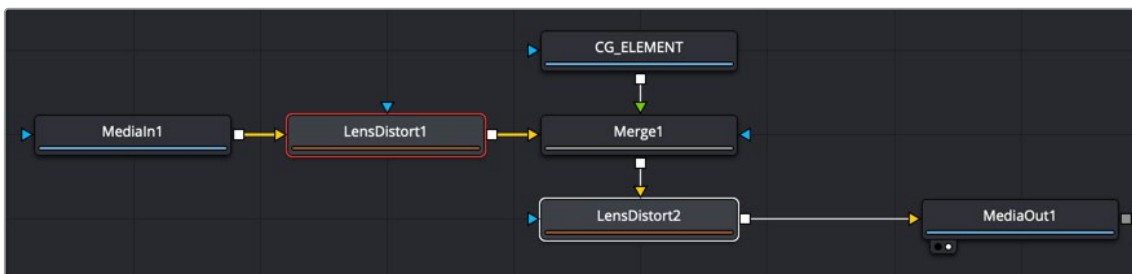 CG_ELEMENT
MediaIn1
LensDistort1
Merge1
LensDistort2
MediaOut1